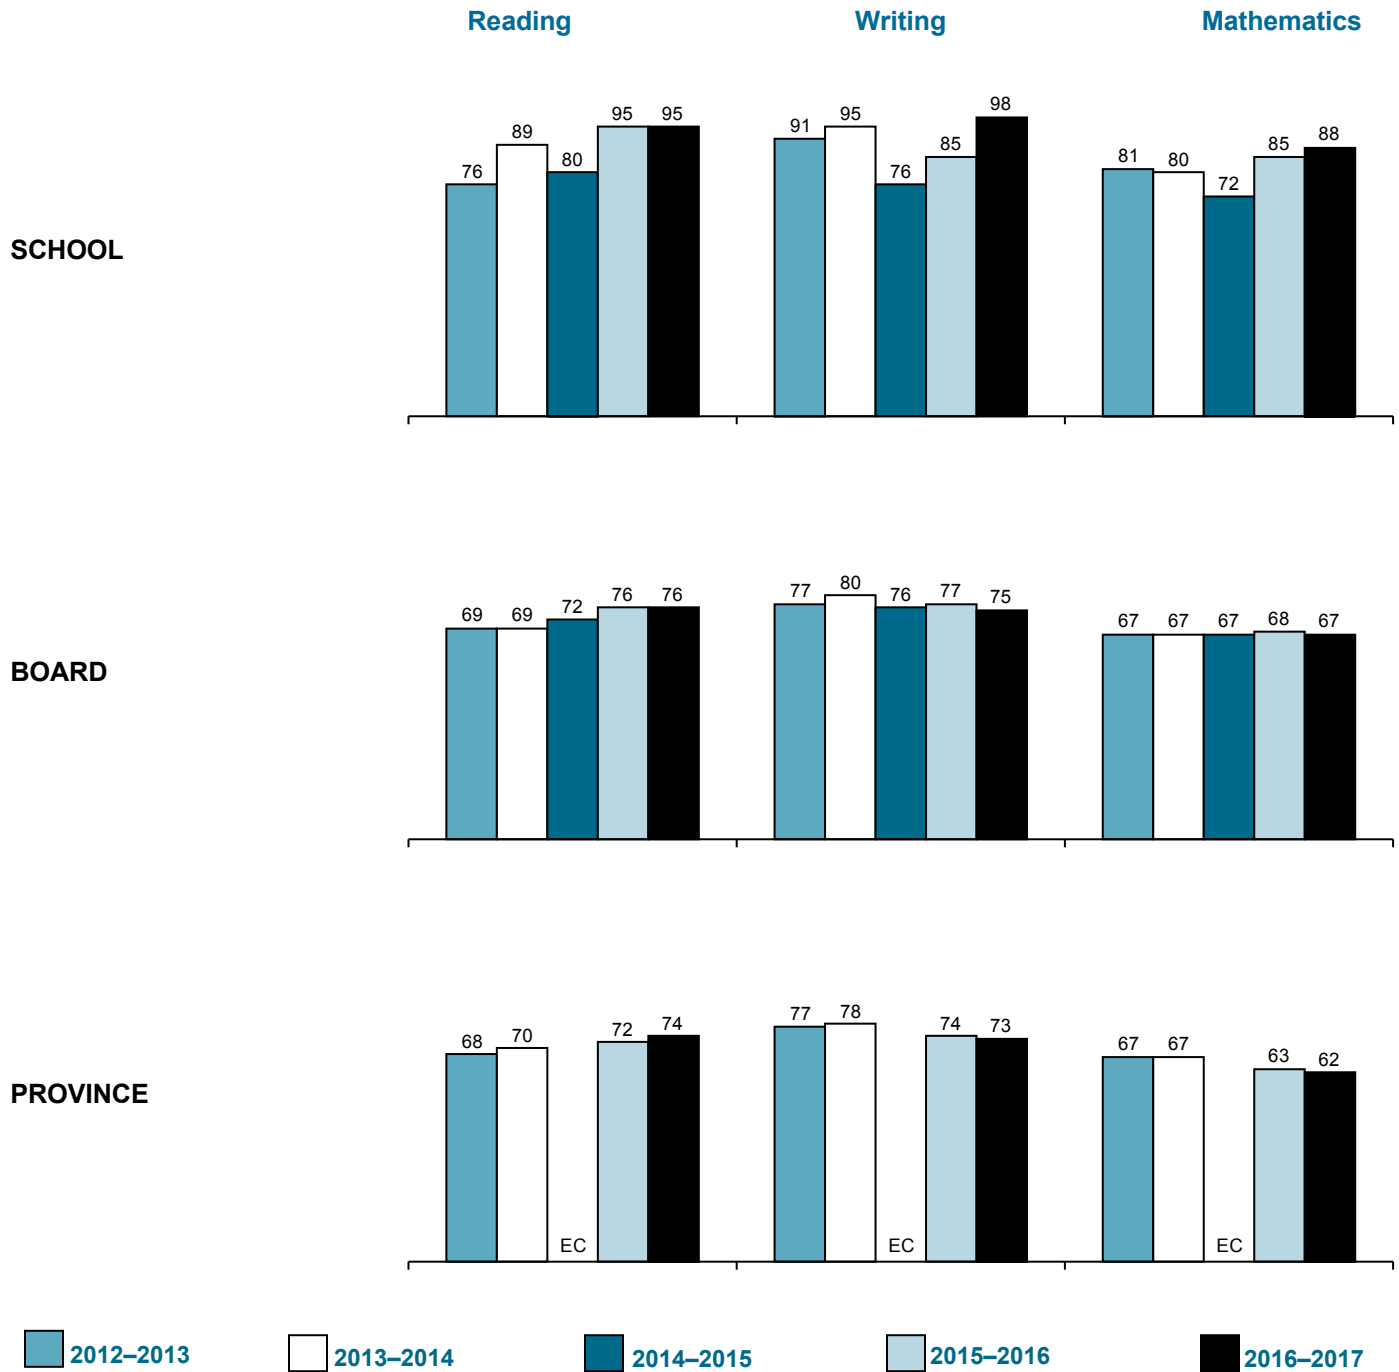 Reading Writing Mathematics
SCHOOL
76 89 80 95 95 91 95 76 85 98 81 80 72 85 88
BOARD
69 69 72 76 76 77 80 76 77 75 67 67 67 68 67
PROVINCE
68 70 EC 72 74 77 78 EC 74 73 67 67 EC 63 62
2012–2013 2013–2014 2014–2015 2015–2016 2016–2017